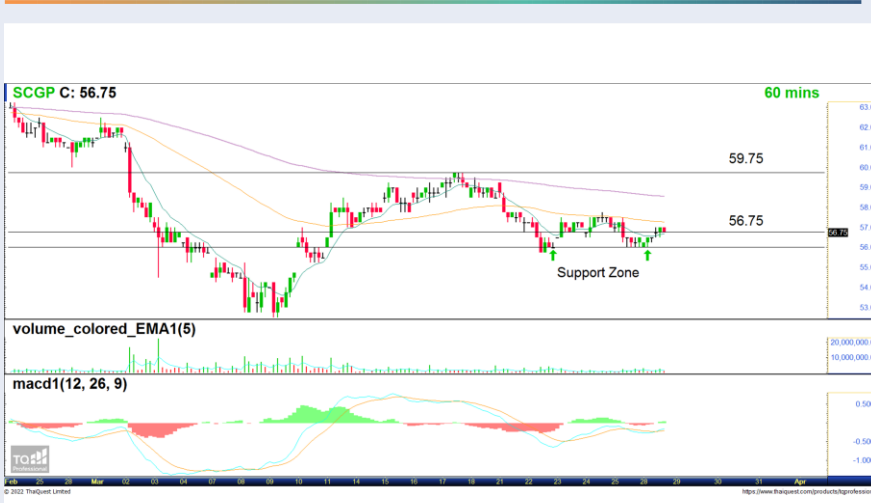 SCGP C: 56.75 60 mins
63.0
62.0
61.0
60.0
59.75
59.0
58.0
56.75
57.0
56.75
56.0
Support Zone
55.0
54.0
53.0
volume_colored_EMA1(5)
20,000,000.
10,000,000.
macd1(12, 26, 9)
0.500
-0.500
-1.000
TQ
Professional
Feb 25 28 Mar 02 03 04 07 08 09 10 11 14 15 16 17 18 21 22 23 24 25 28 29 30 31 Apr
© 2022 ThaiQuest Limited https://www.thaiquest.com/products/tqprofession